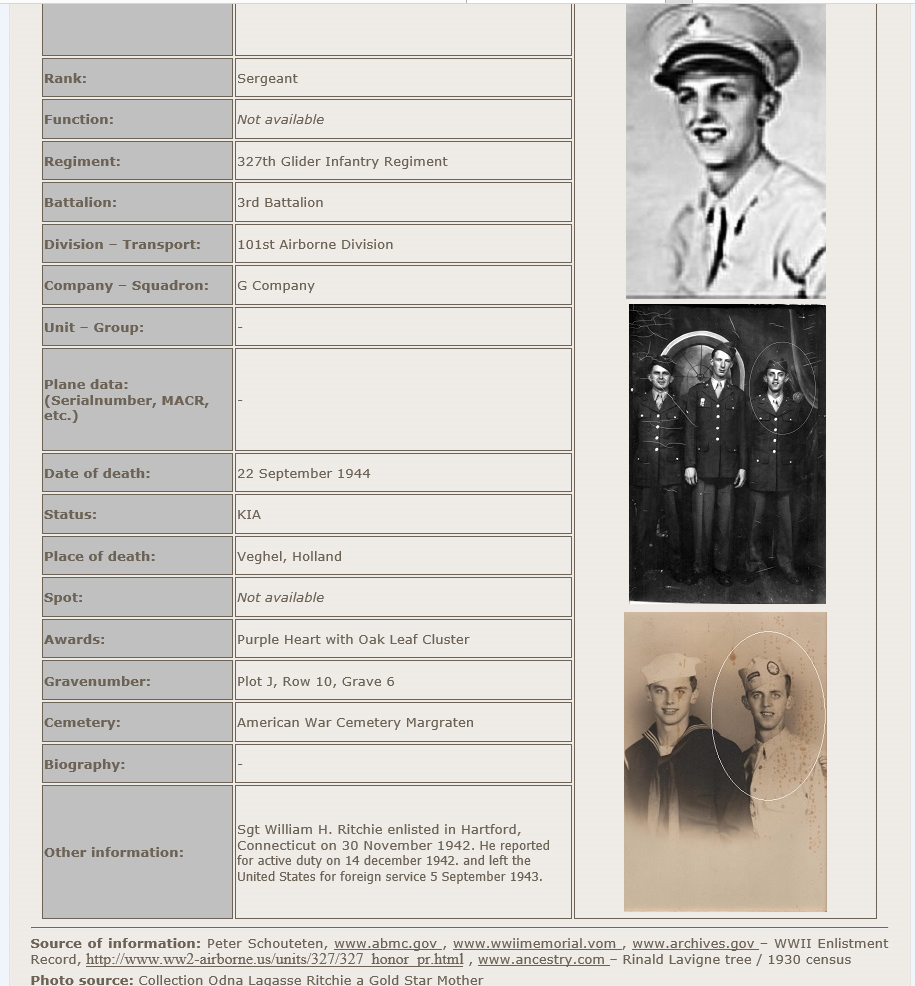 Rank:
Sergeant
Function:
Not available
Regiment:
327th Glider Infantry Regiment
Battalion:
3rd Battalion
Division – Transport:
101st Airborne Division
Company – Squadron:
G Company
Unit – Group:
-
Plane data:
(Serialnumber, MACR,
etc.)
-
Date of death:
22 September 1944
Status:
KIA
Place of death:
Veghel, Holland
Spot:
Not available
Awards:
Purple Heart with Oak Leaf Cluster
Gravenumber:
Plot J, Row 10, Grave 6
Cemetery:
American War Cemetery Margraten
Biography:
-
Other information:
Sgt William H. Ritchie enlisted in Hartford,
Connecticut on 30 November 1942. He reported
for active duty on 14 december 1942. and left the
United States for foreign service 5 September 1943.
Source of information: Peter Schouteten, www.abmc.gov , www.wwiimemorial.vom , www.archives.gov – WWII Enlistment
Record, http://www.ww2-airborne.us/units/327/327_honor_pr.html , www.ancestry.com – Rinald Lavigne tree / 1930 census
Photo source: Collection Odna Lagasse Ritchie a Gold Star Mother